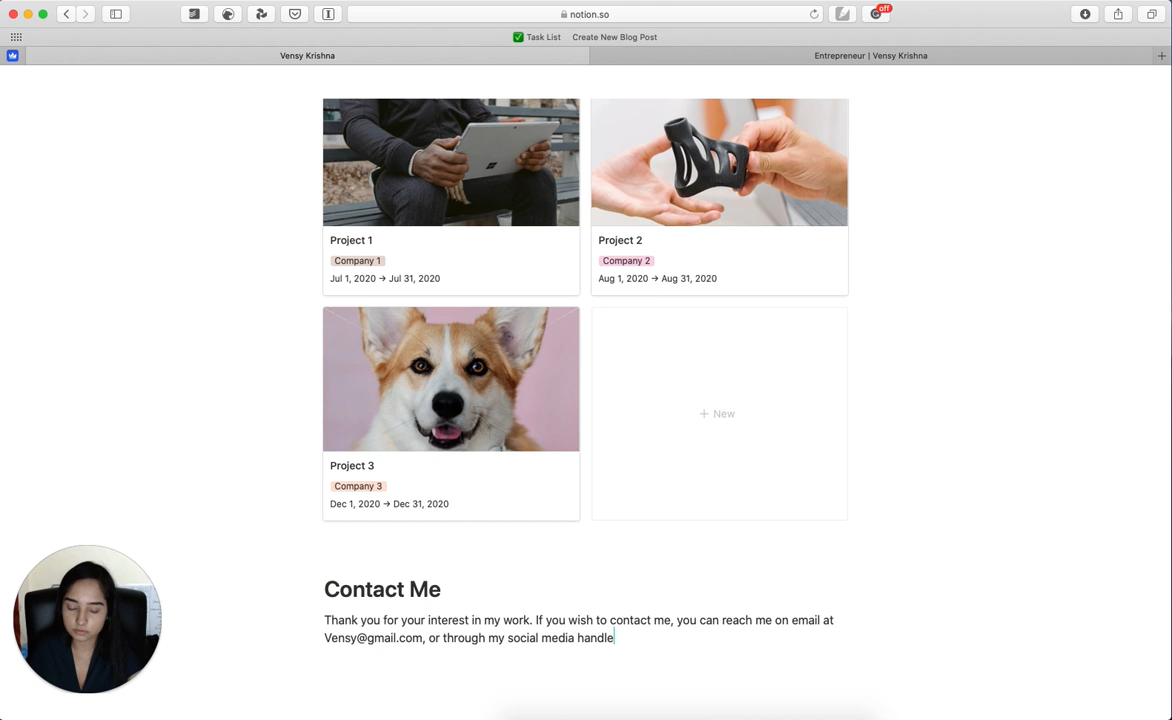 off
notion.so
Task List
Create New Blog Post
Vensy Krishna
Entrepreneur | Vensy Krishna
Project 1
Company 1
Jul 1, 2020 → Jul 31, 2020
Project 2
Company 2
Aug 1, 2020 → Aug 31, 2020
Project 3
Company 3
Dec 1, 2020 → Dec 31, 2020
+ New
Contact Me
Thank you for your interest in my work. If you wish to contact me, you can reach me on email at
Vensy@gmail.com, or through my social media handle